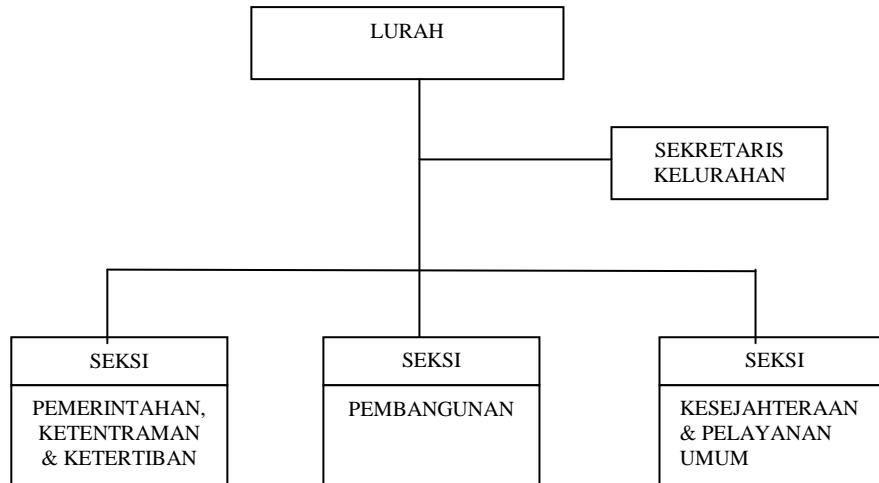 LURAH
SEKRETARIS
KELURAHAN
SEKSI
PEMERINTAHAN,
KETENTRAMAN
& KETERTIBAN
SEKSI
PEMBANGUNAN
SEKSI
KESEJAHTERAAN
& PELAYANAN
UMUM